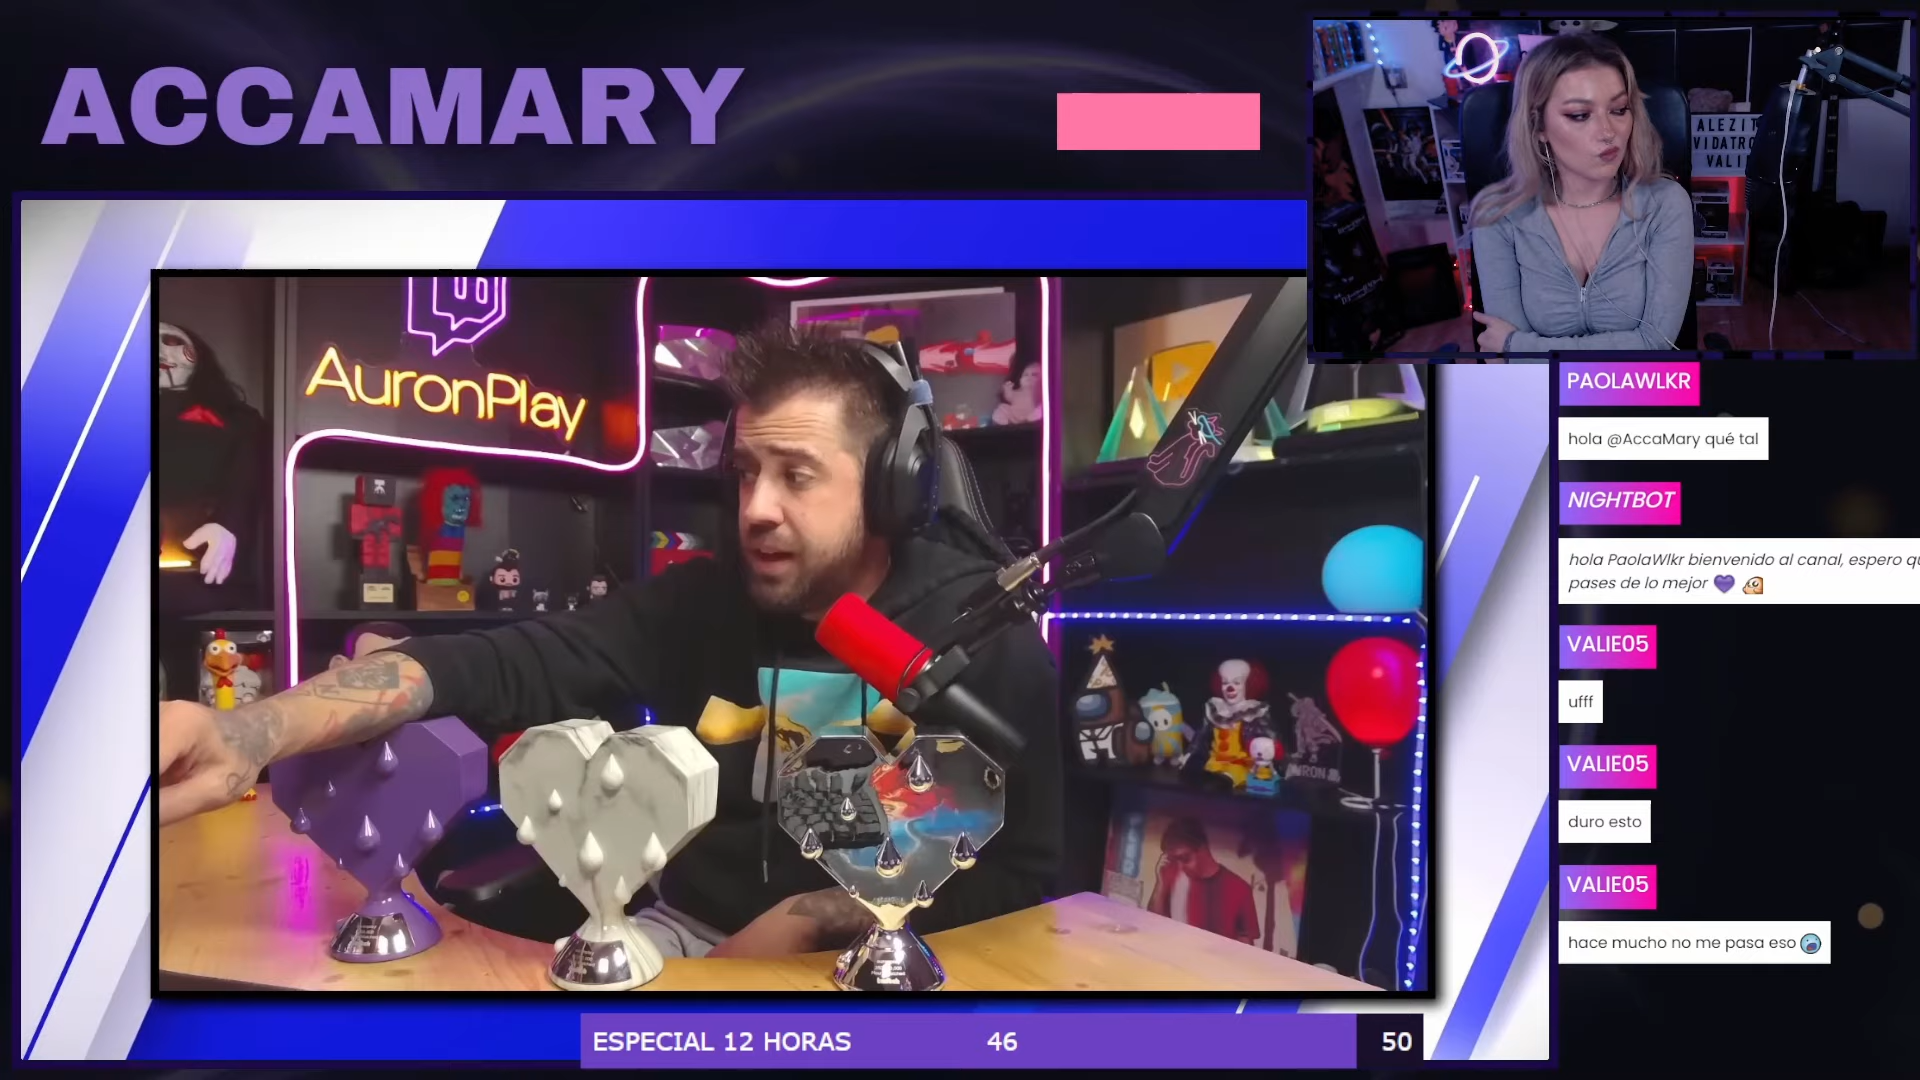 ACCAMARY
ALEZIT
VIDATRO
VALI
AuronPlay
PAOLAWLKR
hola @AccaMary qué tal
NIGHTBOT
hola PaolaWlkr bienvenido al canal, espero qu
pases de lo mejor 💜
VALIE05
ufff
VALIE05
duro esto
VALIE05
hace mucho no me pasa eso
ESPECIAL 12 HORAS 46 50